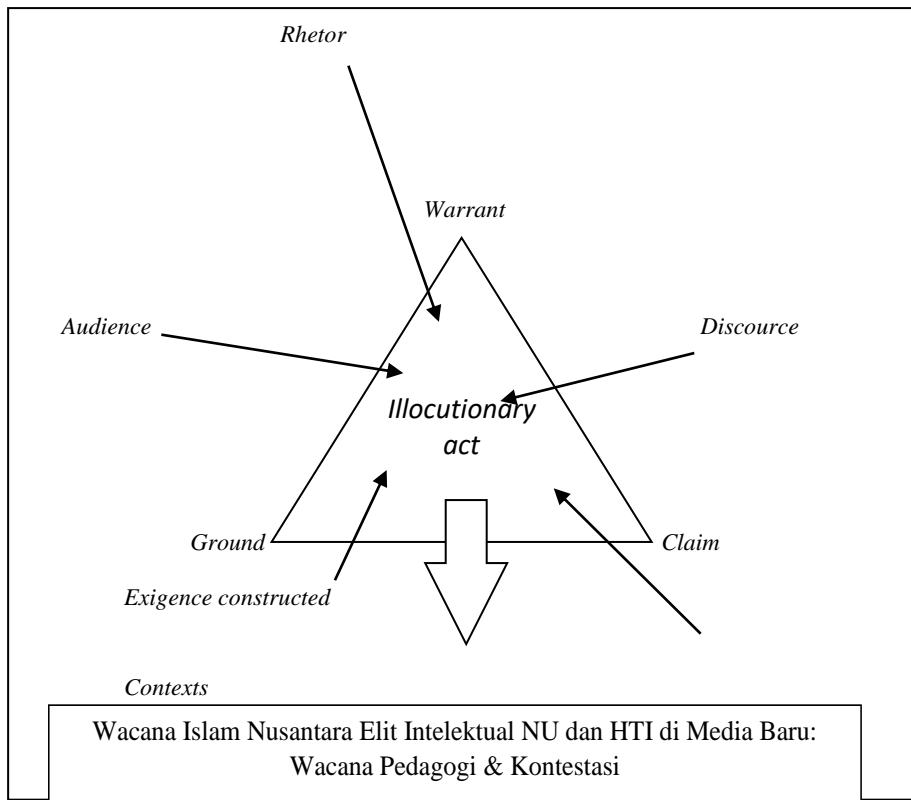 Rhetor
Warrant
Audience
Discource
Illocutionary
act
Ground
Claim
Exigence constructed
Contexts
Wacana Islam Nusantara Elit Intelektual NU dan HTI di Media Baru:
Wacana Pedagogi & Kontestasi